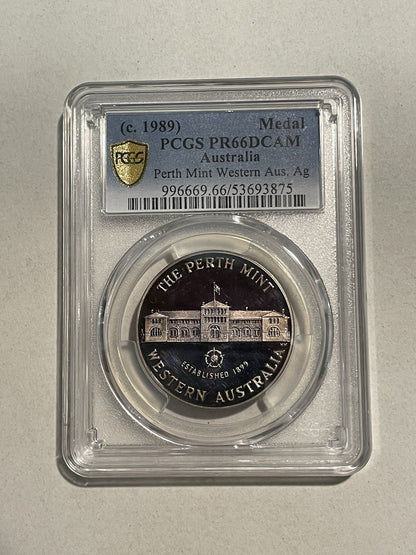 (c. 1989) Medal
PCGS PR66DCAM
Australia
Perth Mint Western Aus. Ag
996669.66/53693875
PCGS
THE PERTH MINT
ESTABLISHED 1899
WESTERN AUSTRALIA